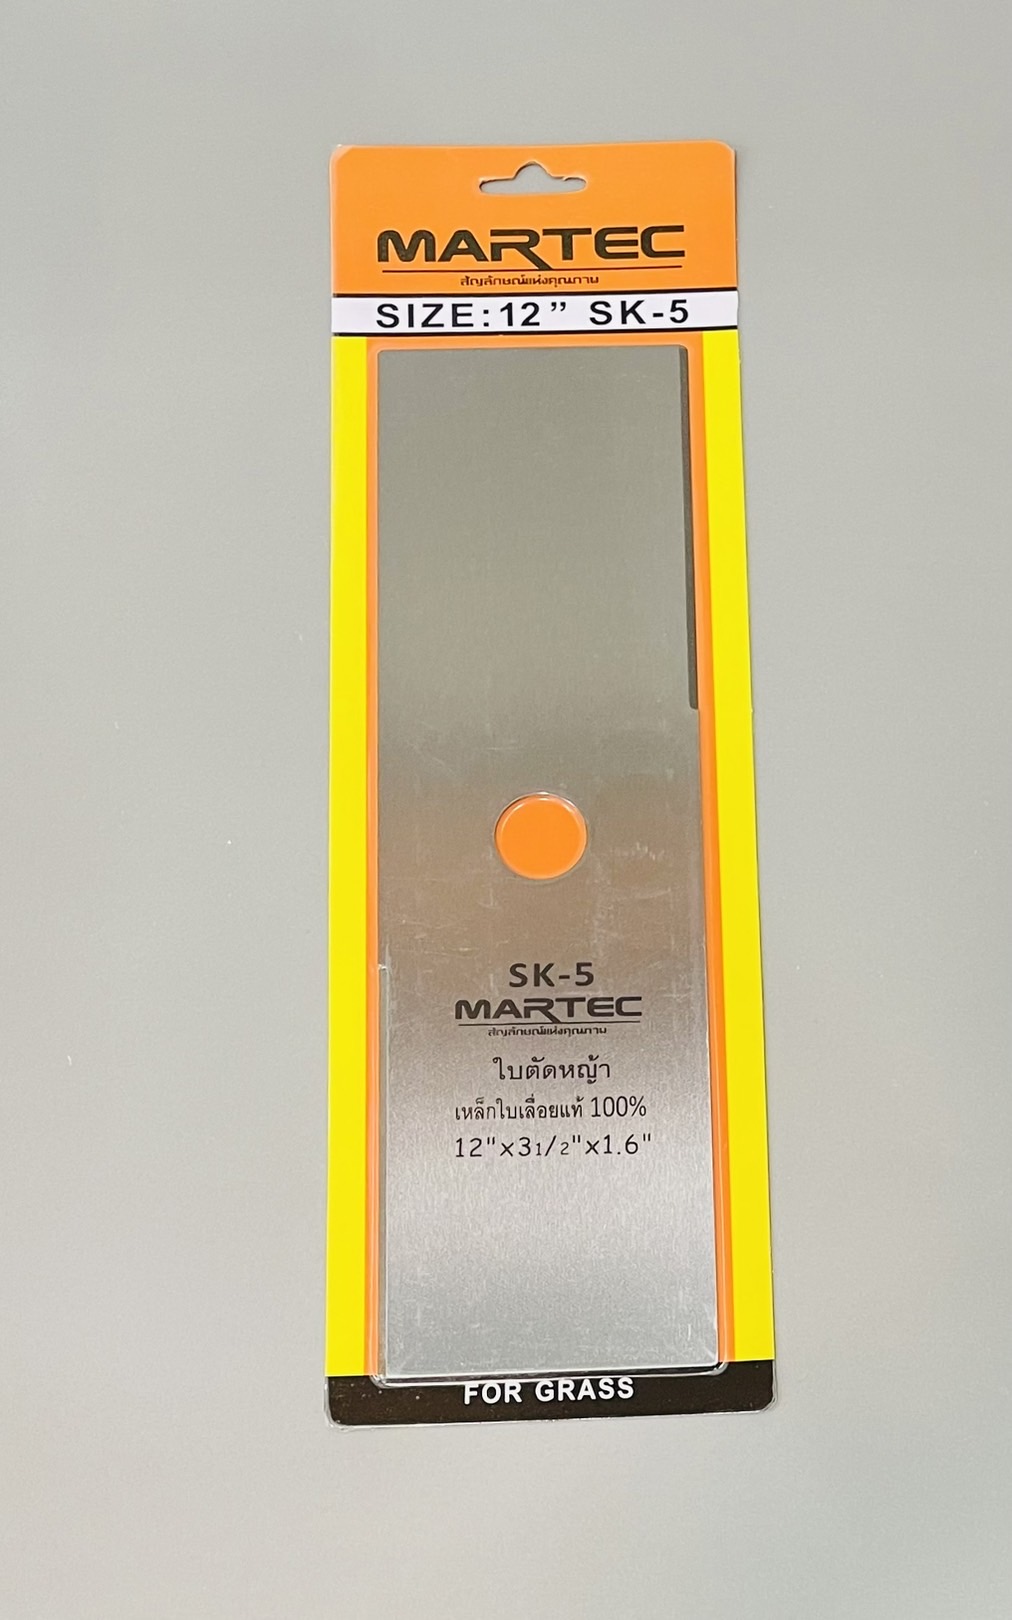 MARTEC
สัญลักษณ์แห่งคุณภาพ
SIZE:12” SK-5
SK-5
MARTEC
สัญลักษณ์แห่งคุณภาพ
ใบตัดหญ้า
เหล็กใบเลื่อยแท้ 100%
12"x31/2"x1.6"
FOR GRASS